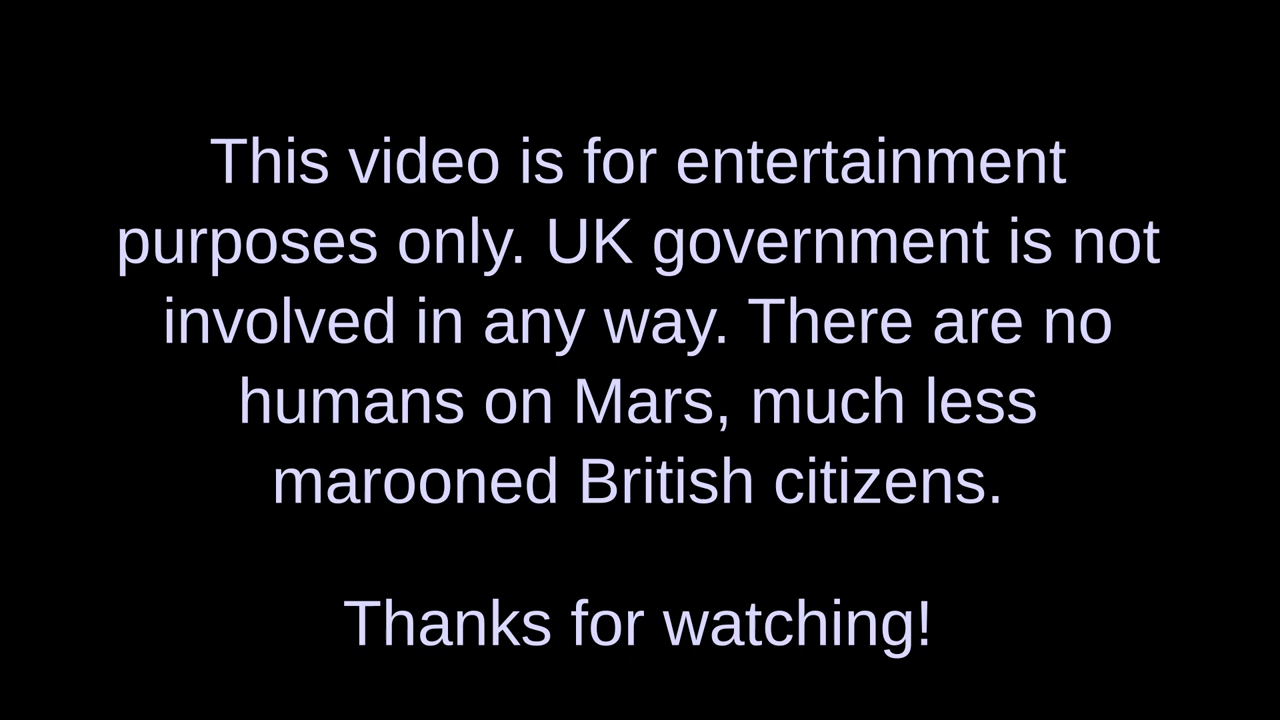 This video is for entertainment
purposes only. UK government is not
involved in any way. There are no
humans on Mars, much less
marooned British citizens.
Thanks for watching!